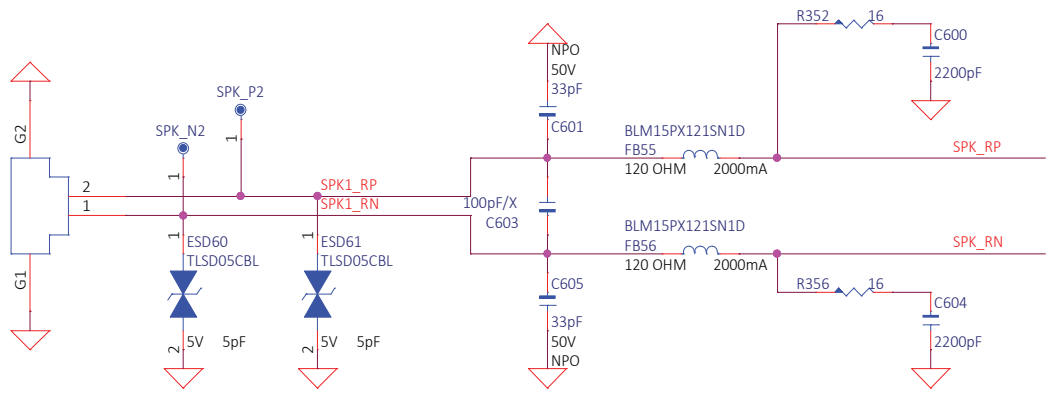 R352
16
C600
2200pF
NPO
50V
33pF
C601
SPK_P2
1
SPK_N2
1
G2
BLM15PX121SN1D
FB55
120 OHM
2000mA
SPK_RP
2
1
SPK1_RP
SPK1_RN
100pF/X
C603
BLM15PX121SN1D
FB56
120 OHM
2000mA
SPK_RN
1
ESD60
TLSD05CBL
1
ESD61
TLSD05CBL
G1
C605
33pF
50V
NPO
R356
16
C604
2200pF
2
5V
5pF
2
5V
5pF